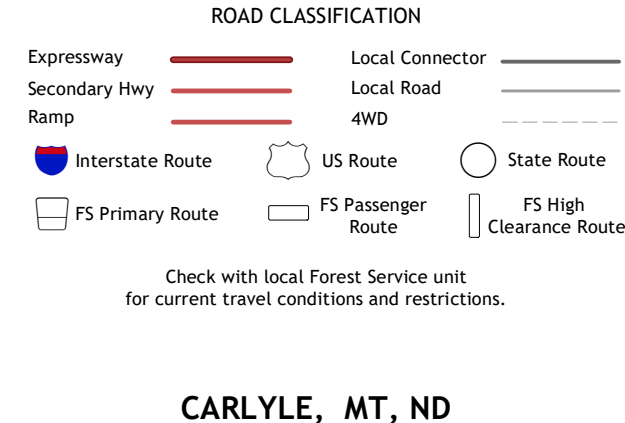 ROAD CLASSIFICATION
Expressway
Local Connector
Secondary Hwy
Local Road
Ramp
4WD
Interstate Route
US Route
State Route
FS Primary Route
FS Passenger
Route
FS High
Clearance Route
Check with local Forest Service unit
for current travel conditions and restrictions.
CARLYLE, MT, ND